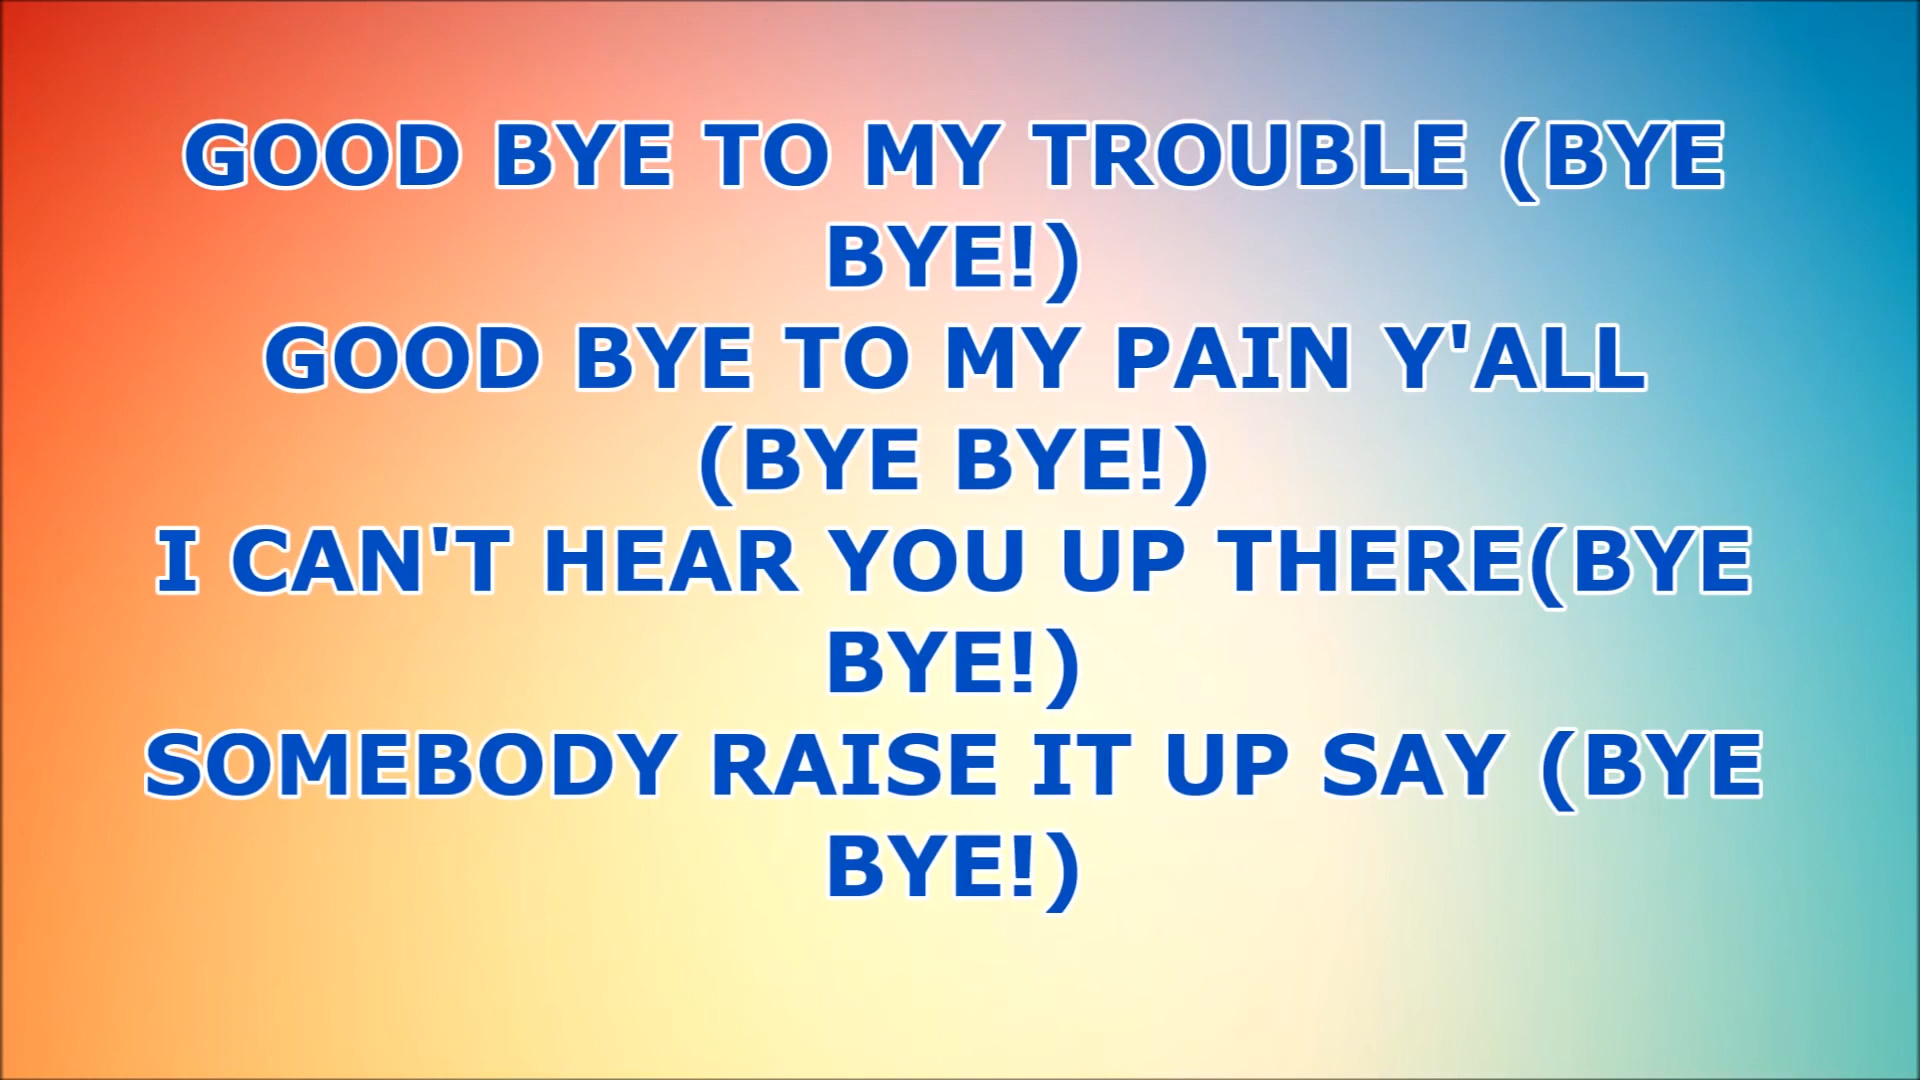 GOOD BYE TO MY TROUBLE (BYE
BYE!)
GOOD BYE TO MY PAIN Y'ALL
(BYE BYE!)
I CAN'T HEAR YOU UP THERE(BYE
BYE!)
SOMEBODY RAISE IT UP SAY (BYE
BYE!)